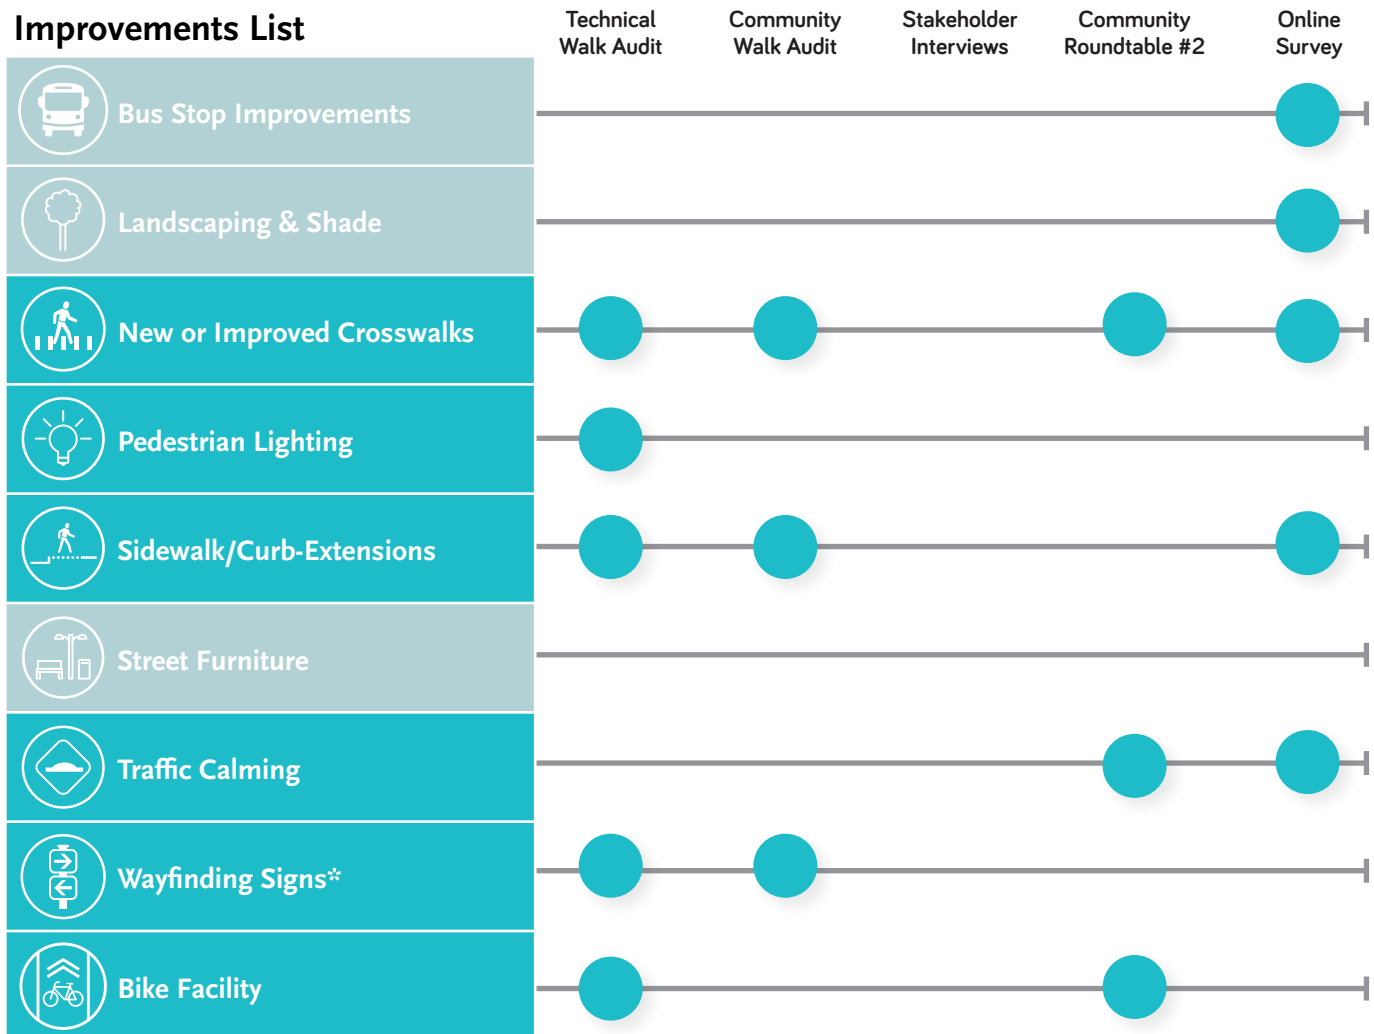 Improvements List
Technical
Walk Audit
Community
Walk Audit
Stakeholder
Interviews
Community
Roundtable #2
Online
Survey
Bus Stop Improvements
Landscaping & Shade
New or Improved Crosswalks
Pedestrian Lighting
Sidewalk/Curb-Extensions
Street Furniture
Traffic Calming
Wayfinding Signs*
Bike Facility